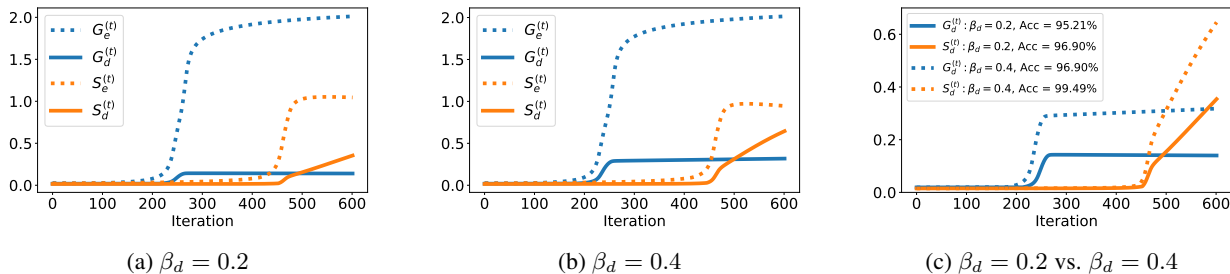 2.0
1.5
1.0
0.5
0.0
G_e^{(t)}
G_d^{(t)}
S_e^{(t)}
S_d^{(t)}
0 100 200 300 400 500 600
Iteration
(a) β_d = 0.2
2.0
1.5
1.0
0.5
0.0
G_e^{(t)}
G_d^{(t)}
S_e^{(t)}
S_d^{(t)}
0 100 200 300 400 500 600
Iteration
(b) β_d = 0.4
0.6
0.4
0.2
0.0
G_d^{(t)}: β_d = 0.2, Acc = 95.21%
S_d^{(t)}: β_d = 0.2, Acc = 96.90%
G_d^{(t)}: β_d = 0.4, Acc = 96.90%
S_d^{(t)}: β_d = 0.4, Acc = 99.49%
0 100 200 300 400 500 600
Iteration
(c) β_d = 0.2 vs. β_d = 0.4